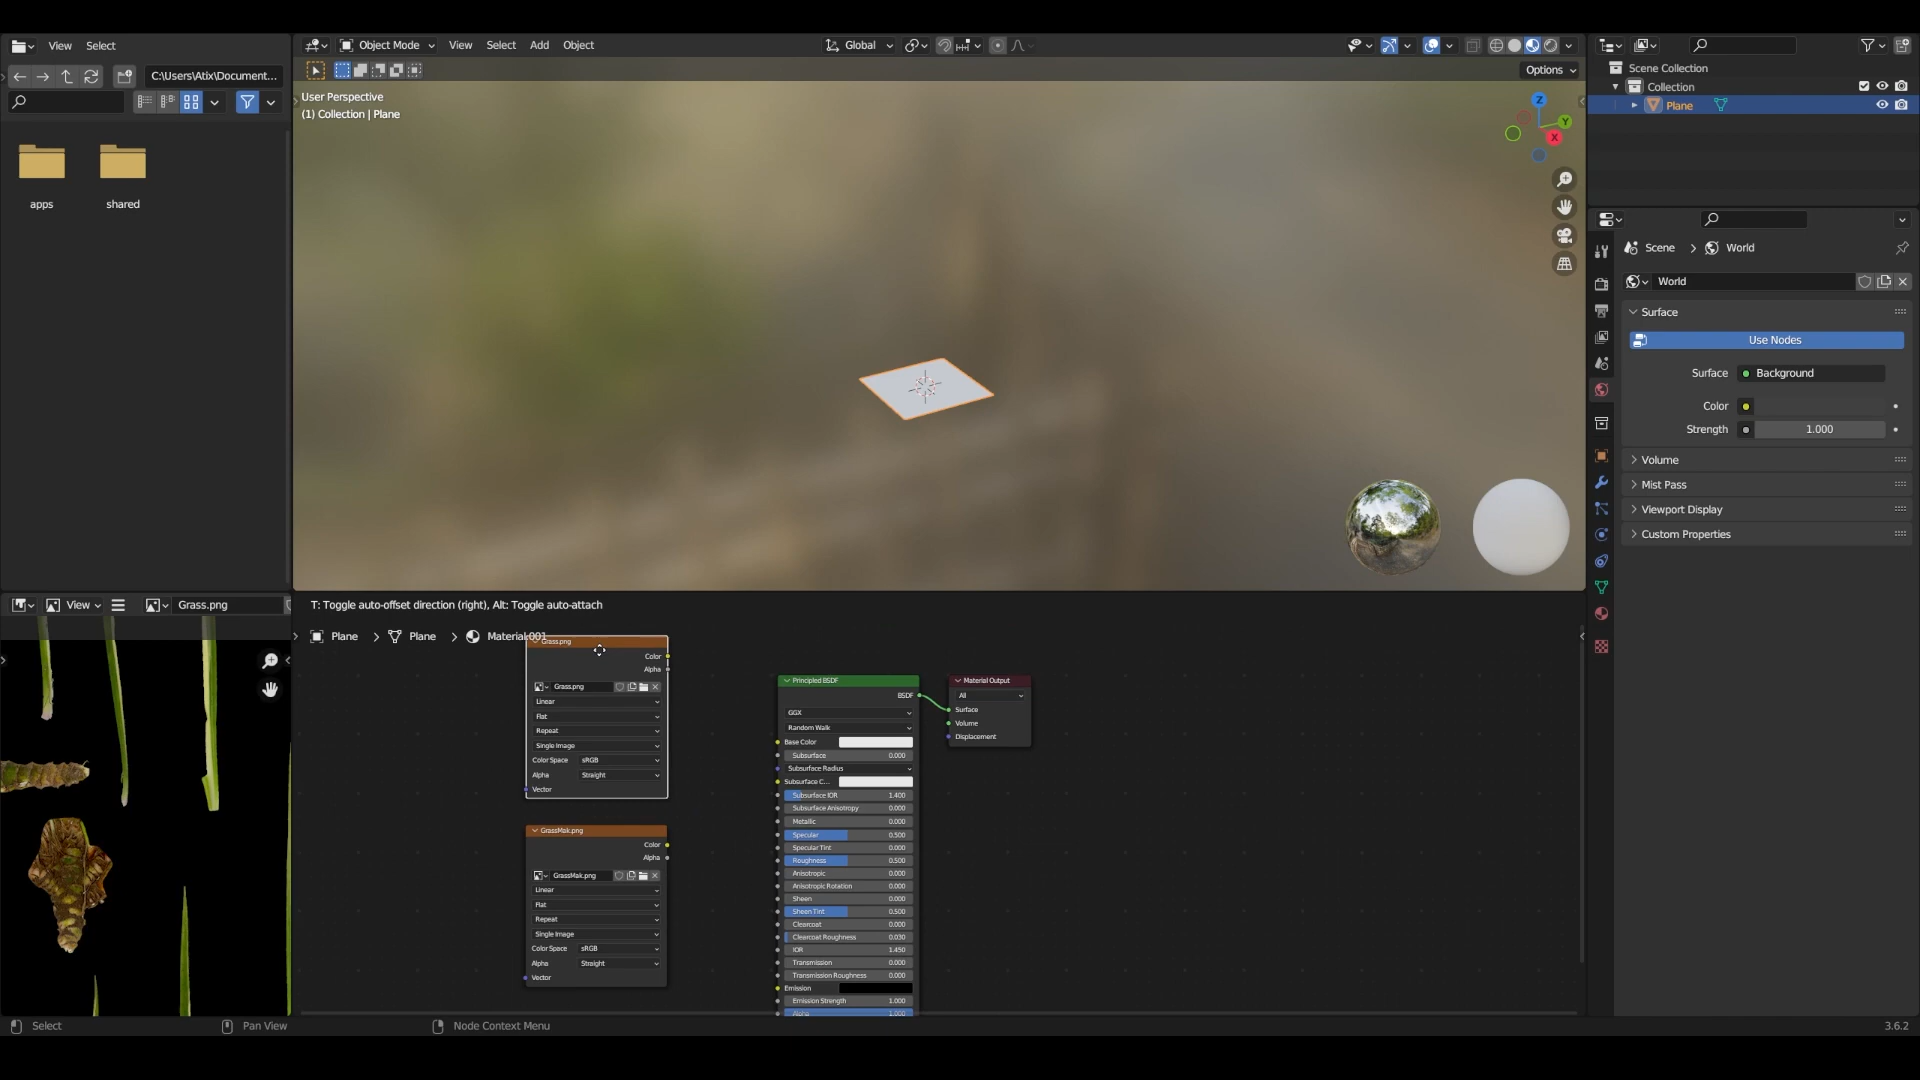 View
Select
C:\Users\Atix\Document...
apps
shared
Object Mode
View
Select
Add
Object
Global
Options
User Perspective
(1) Collection | Plane
Z
Y
X
Scene Collection
Collection
Plane
Scene
World
World
Surface
Use Nodes
Surface
Background
Color
Strength
1.000
Volume
Mist Pass
Viewport Display
Custom Properties
View
Grass.png
T: Toggle auto-offset direction (right), Alt: Toggle auto-attach
Plane
Plane
Material.001
Grass.png
Color
Alpha
Grass.png
Linear
Flat
Repeat
Single Image
Color Space
sRGB
Alpha
Straight
Vector
GrassMak.png
Color
Alpha
GrassMak.png
Linear
Flat
Repeat
Single Image
Color Space
sRGB
Alpha
Straight
Vector
Principled BSDF
BSDF
GGX
Random Walk
Base Color
Subsurface
0.000
Subsurface Radius
Subsurface C...
Subsurface IOR
1.400
Subsurface Anisotropy
0.000
Metallic
0.000
Specular
0.500
Specular Tint
0.000
Roughness
0.500
Anisotropic
0.000
Anisotropic Rotation
0.000
Sheen
0.000
Sheen Tint
0.500
Clearcoat
0.000
Clearcoat Roughness
0.030
IOR
1.450
Transmission
0.000
Transmission Roughness
0.000
Emission
Emission Strength
1.000
Alpha
1.000
Material Output
All
Surface
Volume
Displacement
Select
Pan View
Node Context Menu
3.6.2